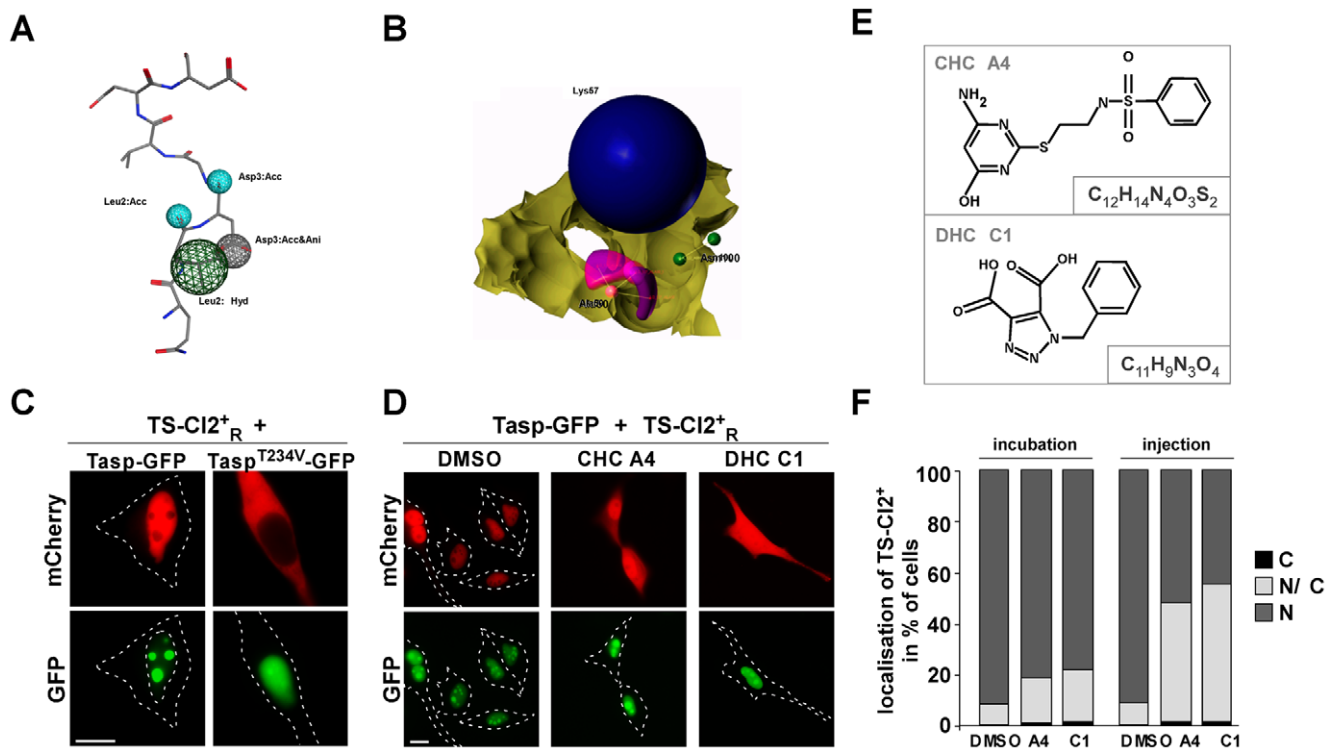 A
Asp3:Acc
Leu2:Acc
Asp3:Acc&Ani
Leu2: Hyd
B
Lys57
C
TS-Cl2⁺R +
Tasp-GFP TaspT234V-GFP
mCherry
GFP
D
Tasp-GFP + TS-Cl2⁺R
DMSO CHC A4 DHC C1
mCherry
GFP
E
CHC A4
NH2
N
N
S
N
O
S
O
OH
C12H14N4O3S2
DHC C1
OH
O
O
OH
N
N
N
C11H9N3O4
F
incubation injection
localisation of TS-Cl2⁺
in % of cells
100
80
60
40
20
0
DMSO A4 C1 DMSO A4 C1
C
N/ C
N